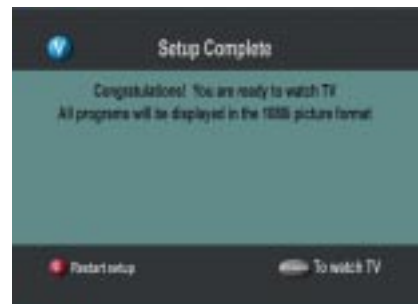 V
Setup Complete
Congratulations! You are ready to watch TV
All programs will be displayed in the 1080i picture format
Restart setup
To watch TV